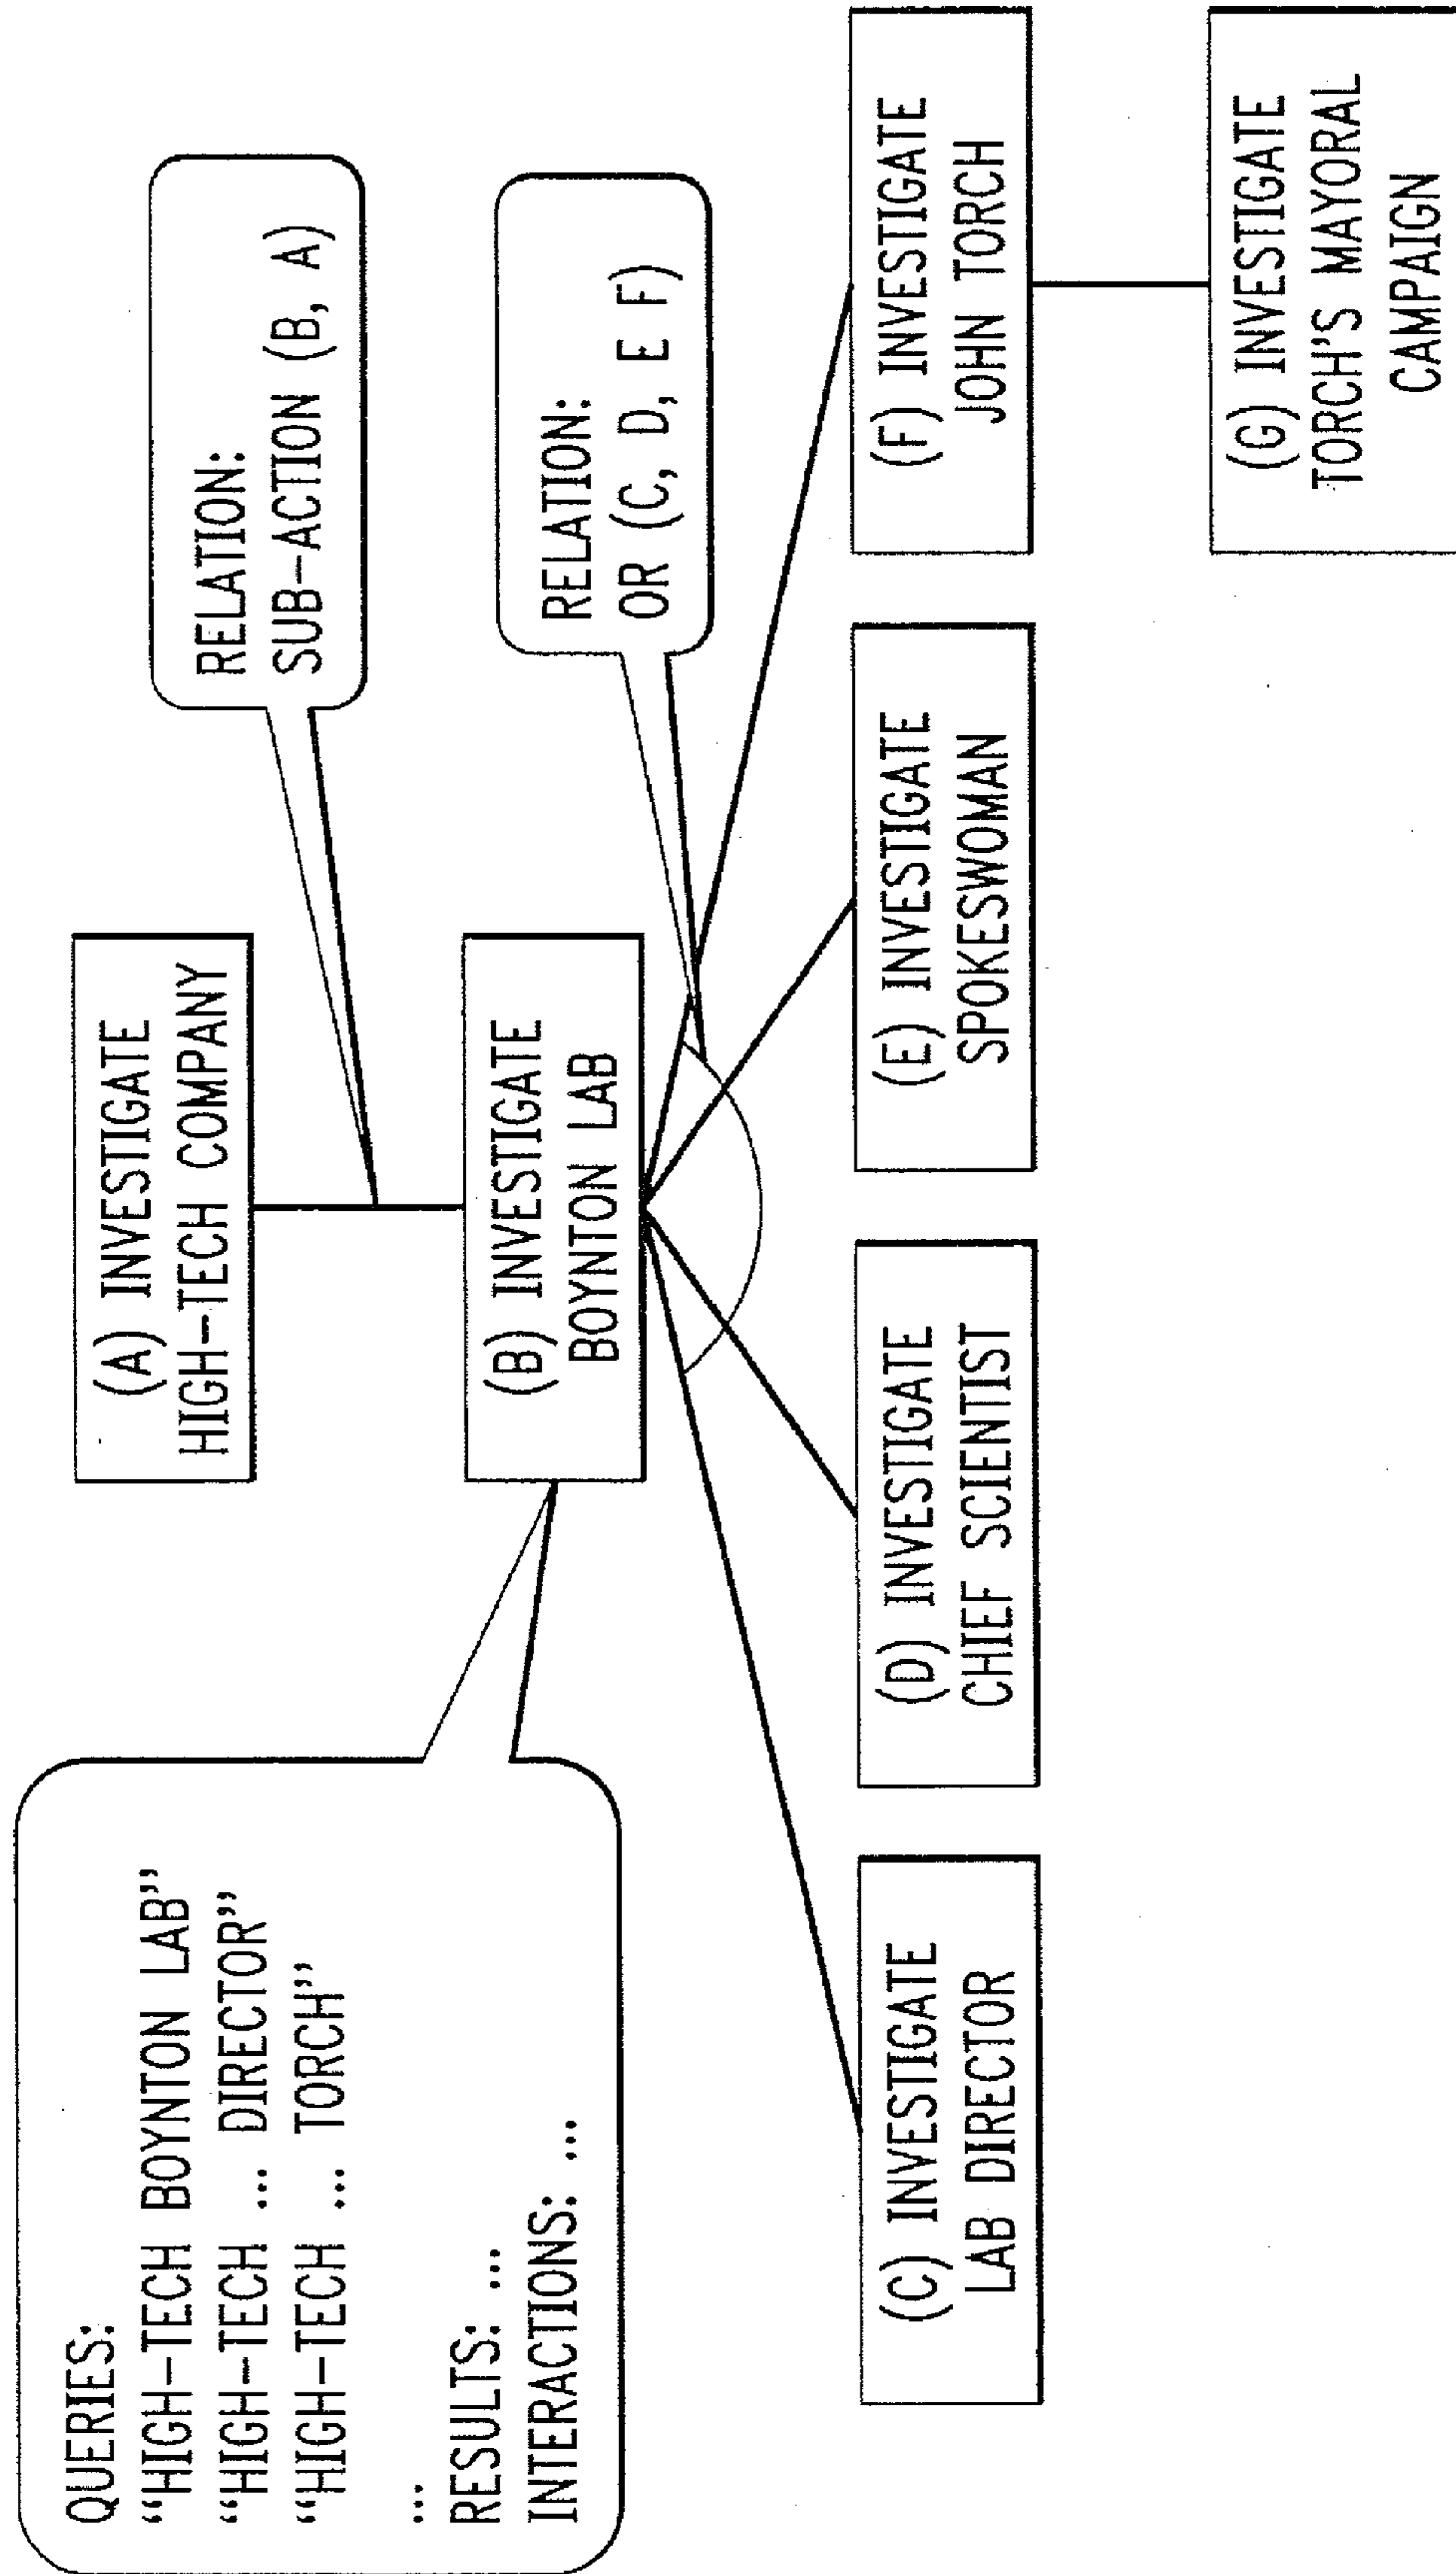 QUERIES:
“HIGH-TECH BOYNTON LAB”
“HIGH-TECH ... DIRECTOR”
“HIGH-TECH ... TORCH”
...
RESULTS: ...
INTERACTIONS: ...
(A) INVESTIGATE
HIGH-TECH COMPANY
RELATION:
SUB-ACTION (B, A)
(B) INVESTIGATE
BOYNTON LAB
RELATION:
OR (C, D, E F)
(C) INVESTIGATE
LAB DIRECTOR
(D) INVESTIGATE
CHIEF SCIENTIST
(E) INVESTIGATE
SPOKESWOMAN
(F) INVESTIGATE
JOHN TORCH
(G) INVESTIGATE
TORCH'S MAYORAL
CAMPAIGN